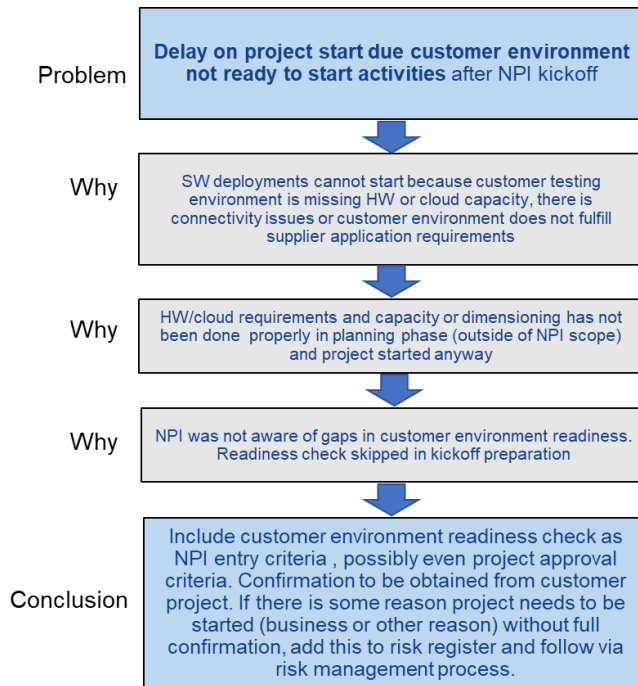 Problem
Delay on project start due customer environment
not ready to start activities after NPI kickoff
Why
SW deployments cannot start because customer testing
environment is missing HW or cloud capacity, there is
connectivity issues or customer environment does not fulfill
supplier application requirements
Why
HW/cloud requirements and capacity or dimensioning has not
been done properly in planning phase (outside of NPI scope)
and project started anyway
Why
NPI was not aware of gaps in customer environment readiness.
Readiness check skipped in kickoff preparation
Conclusion
Include customer environment readiness check as
NPI entry criteria , possibly even project approval
criteria. Confirmation to be obtained from customer
project. If there is some reason project needs to be
started (business or other reason) without full
confirmation, add this to risk register and follow via
risk management process.